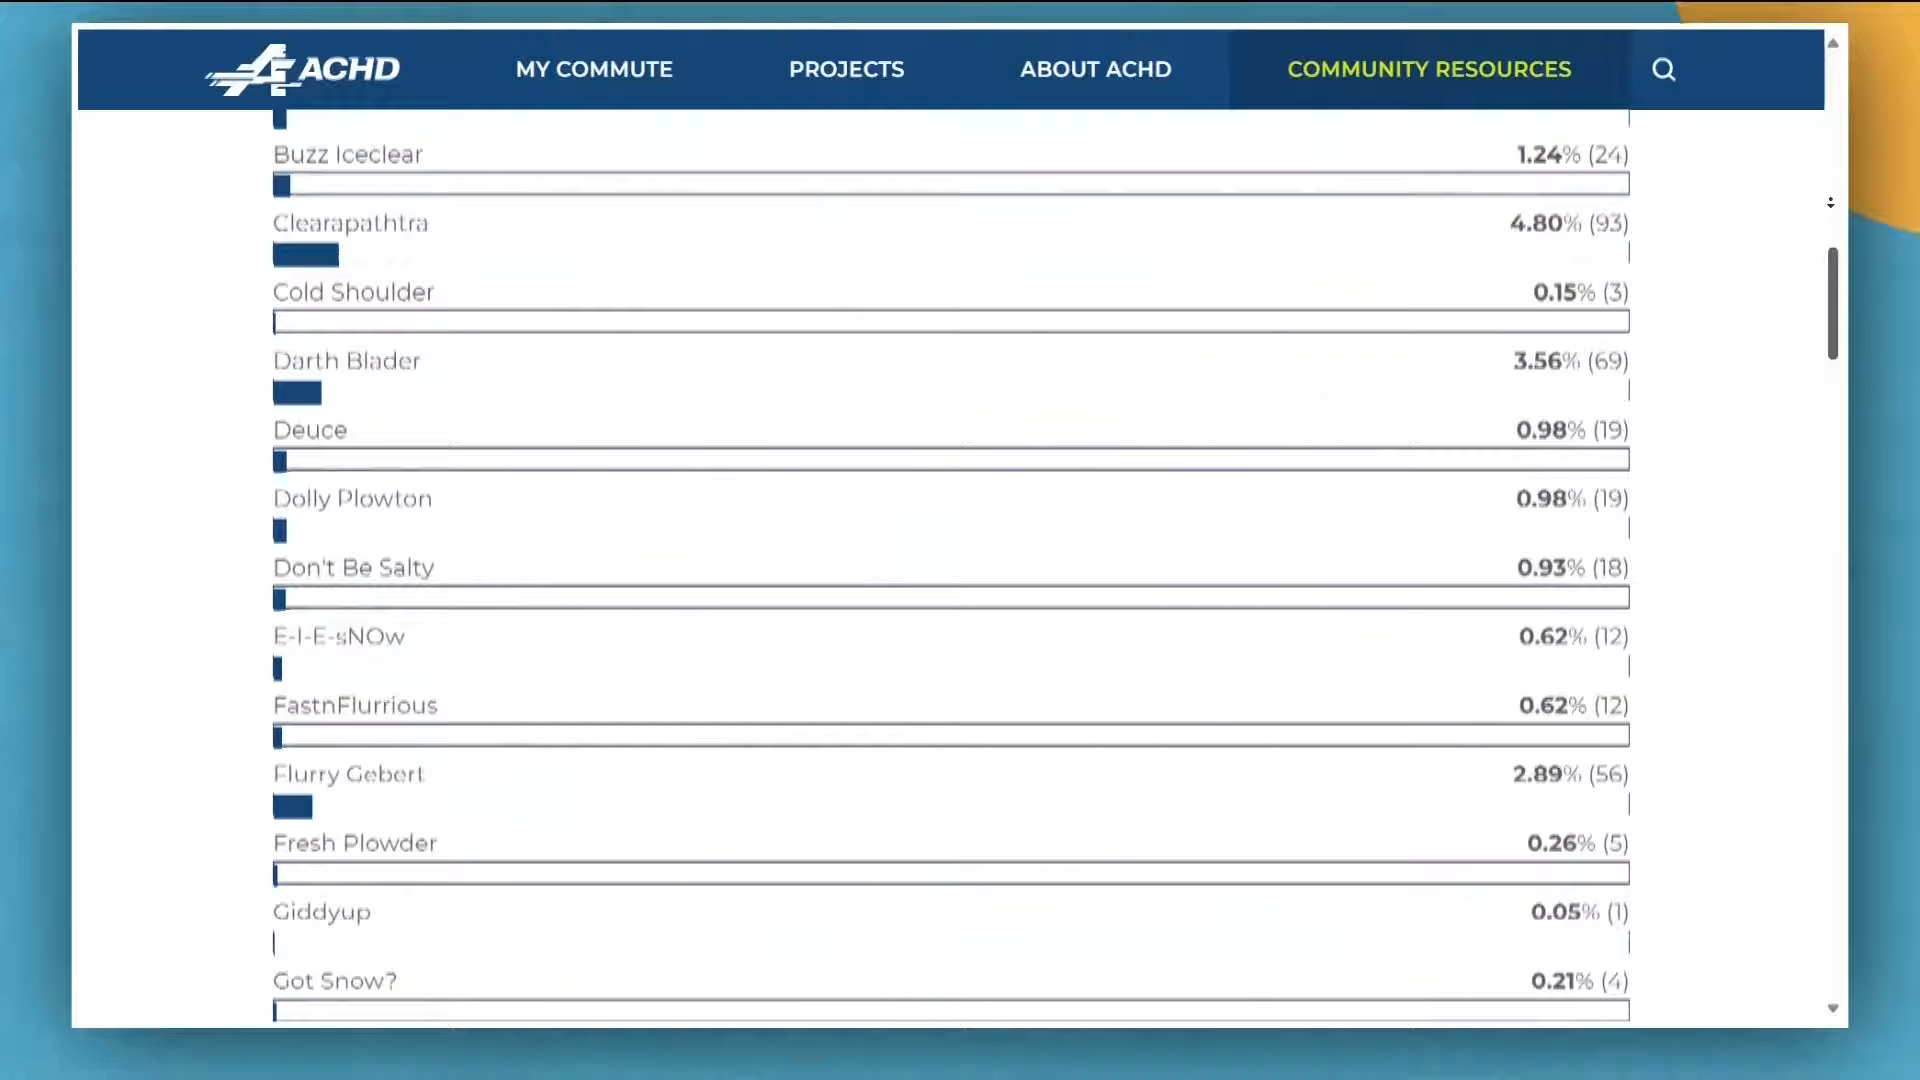 ACHD MY COMMUTE PROJECTS ABOUT ACHD COMMUNITY RESOURCES
Buzz Iceclear 1.24% (24)
Clearapathtra 4.80% (93)
Cold Shoulder 0.15% (3)
Darth Blader 3.56% (69)
Deuce 0.98% (19)
Dolly Plowton 0.98% (19)
Don't Be Salty 0.93% (18)
E-I-E-sNOw 0.62% (12)
FastnFlurrious 0.62% (12)
Flurry Gebert 2.89% (56)
Fresh Plowder 0.26% (5)
Giddyup 0.05% (1)
Got Snow? 0.21% (4)